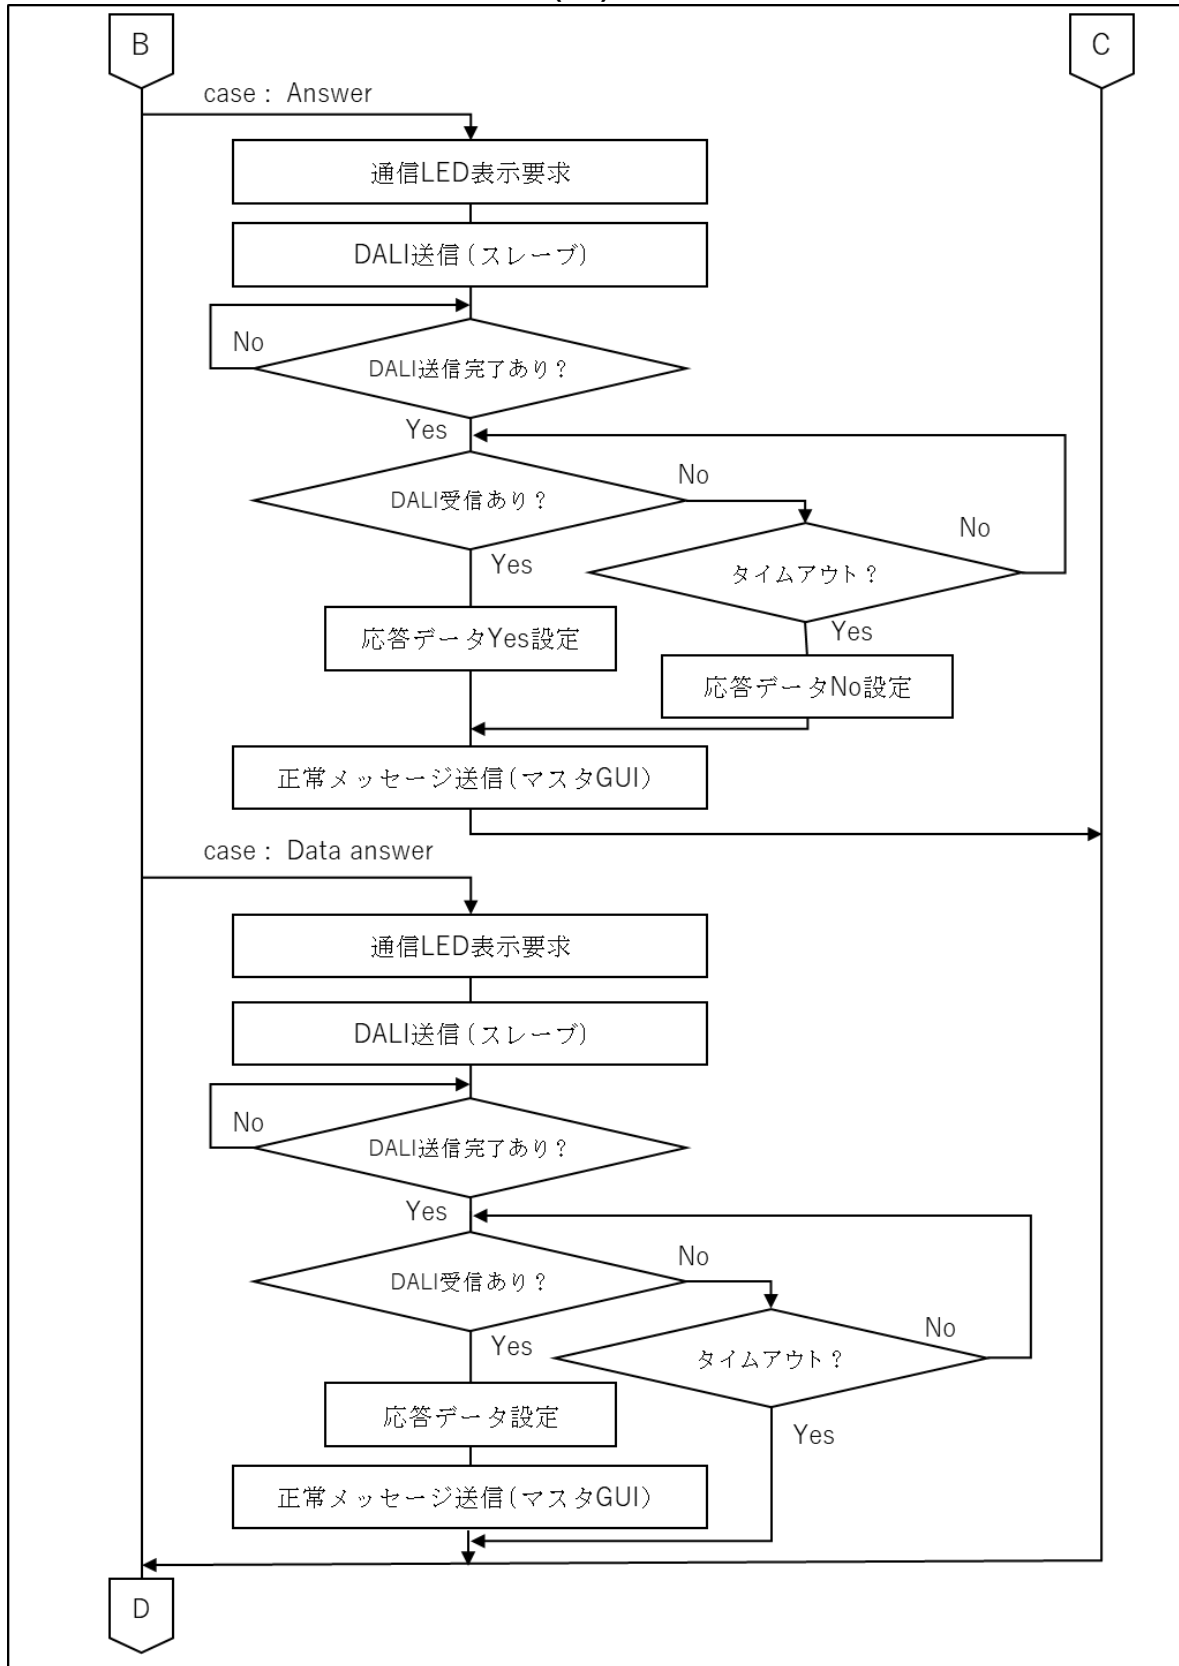 B
C
case： Answer
通信LED表示要求
DALI送信(スレーブ)
No
DALI送信完了あり？
Yes
No
DALI受信あり？
No
Yes
タイムアウト？
応答データYes設定
Yes
応答データNo設定
正常メッセージ送信(マスタGUI)
case： Data answer
通信LED表示要求
DALI送信(スレーブ)
No
DALI送信完了あり？
Yes
No
DALI受信あり？
No
Yes
タイムアウト？
応答データ設定
Yes
正常メッセージ送信(マスタGUI)
D